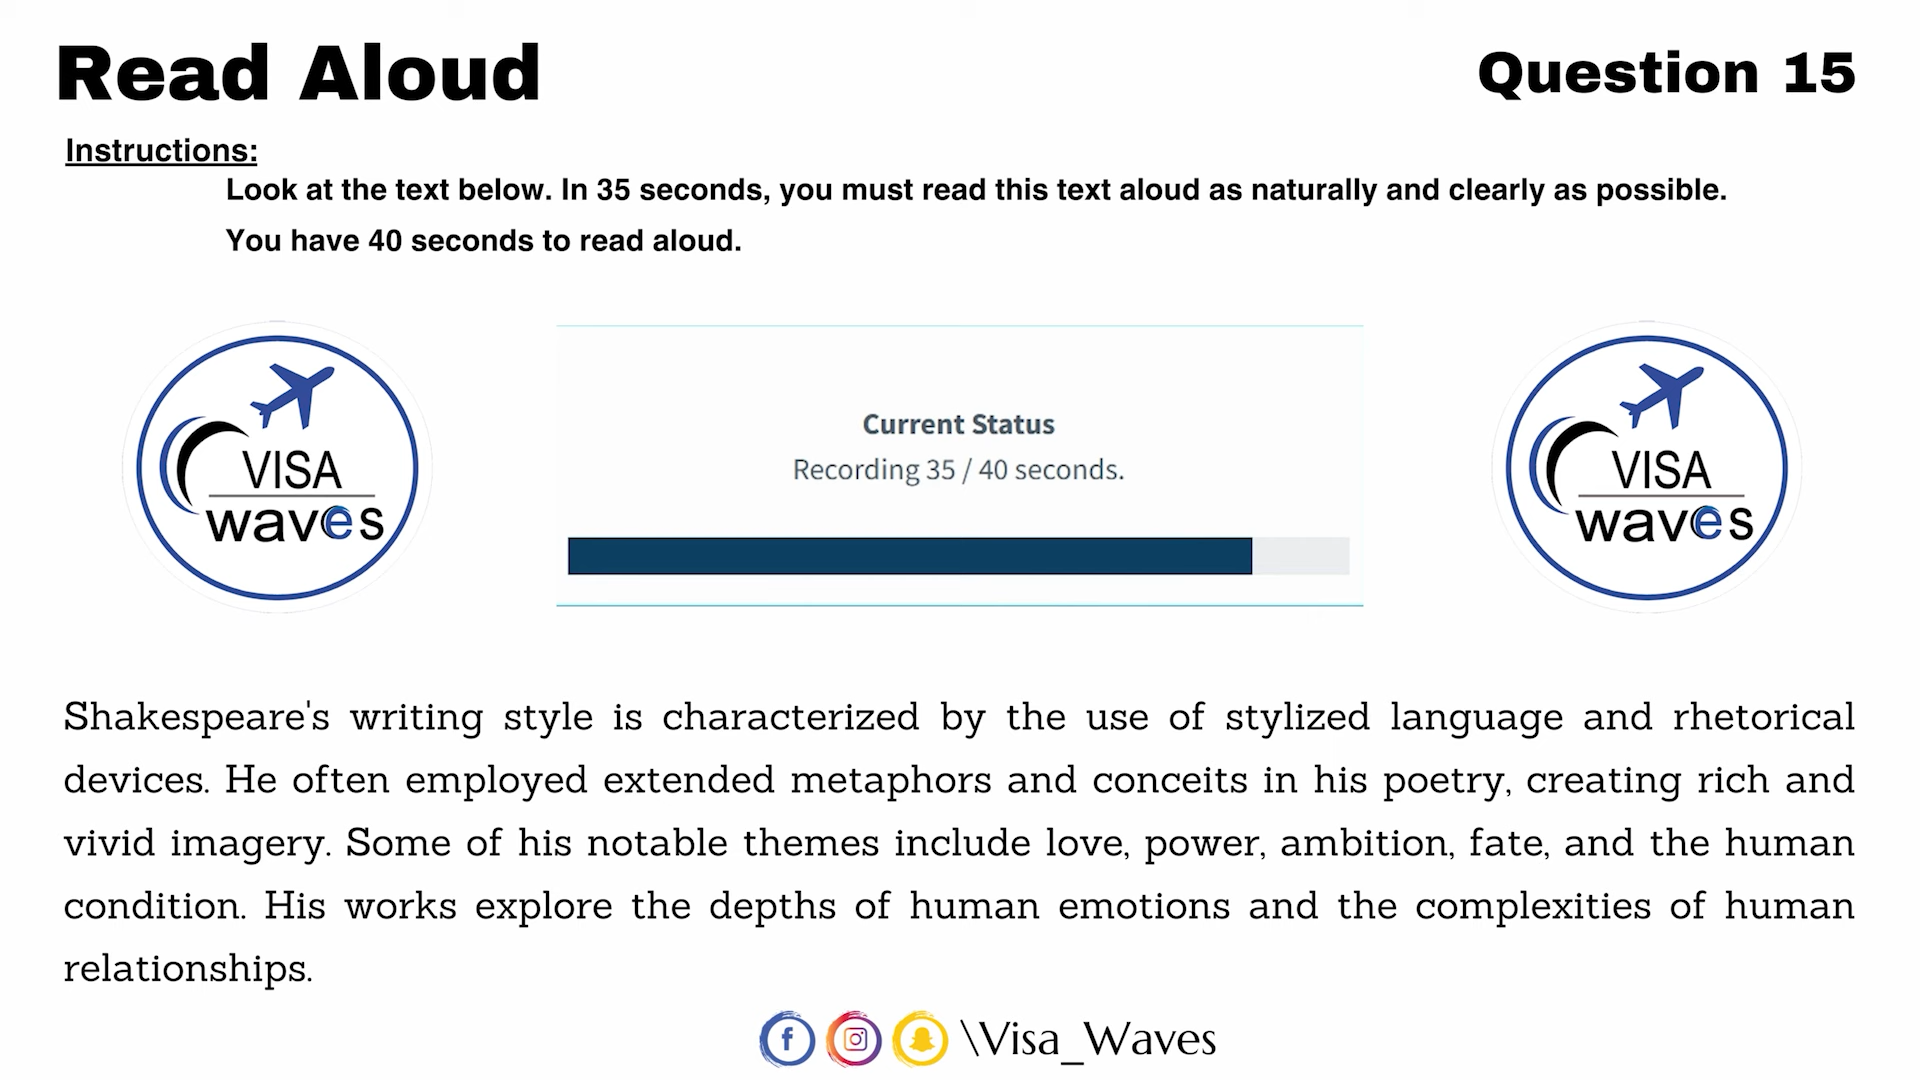 Read Aloud
Question 15
Instructions:
Look at the text below. In 35 seconds, you must read this text aloud as naturally and clearly as possible.
You have 40 seconds to read aloud.
VISA
waves
Current Status
Recording 35 / 40 seconds.
VISA
waves
Shakespeare's writing style is characterized by the use of stylized language and rhetorical
devices. He often employed extended metaphors and conceits in his poetry, creating rich and
vivid imagery. Some of his notable themes include love, power, ambition, fate, and the human
condition. His works explore the depths of human emotions and the complexities of human
relationships.
\Visa_Waves